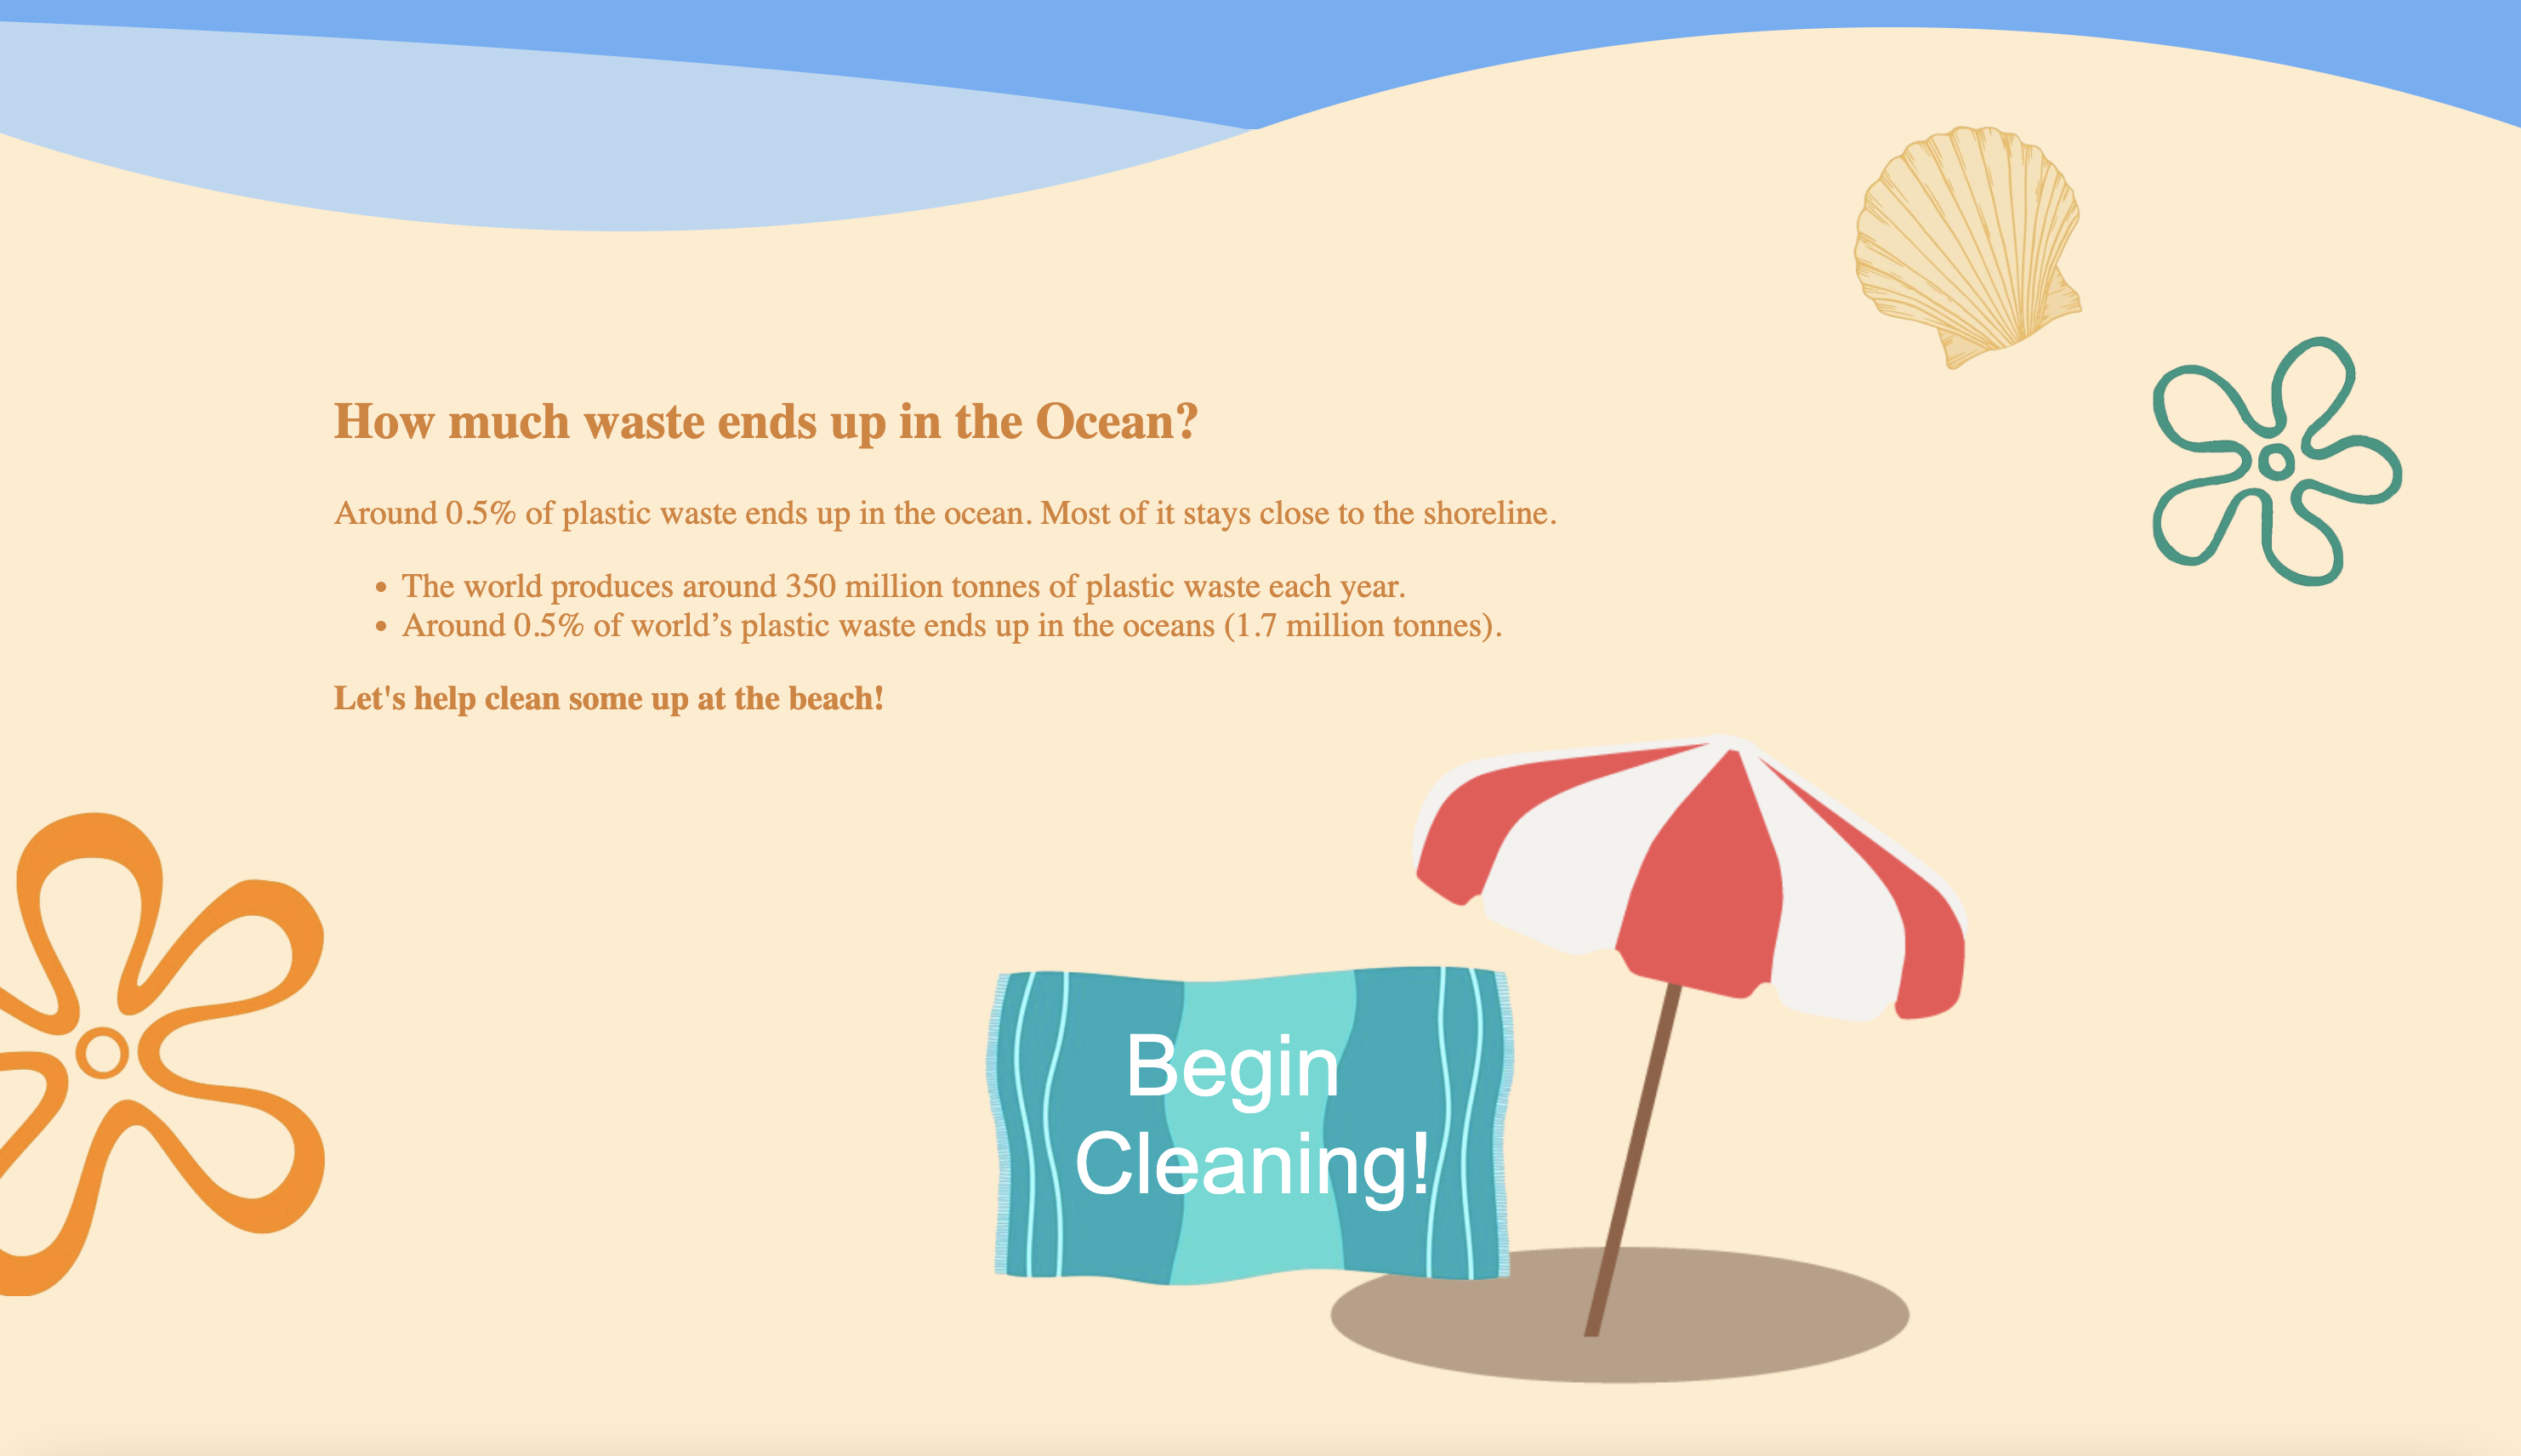 How much waste ends up in the Ocean?
Around 0.5% of plastic waste ends up in the ocean. Most of it stays close to the shoreline.
• The world produces around 350 million tonnes of plastic waste each year.
• Around 0.5% of world’s plastic waste ends up in the oceans (1.7 million tonnes).
Let's help clean some up at the beach!
Begin
Cleaning!